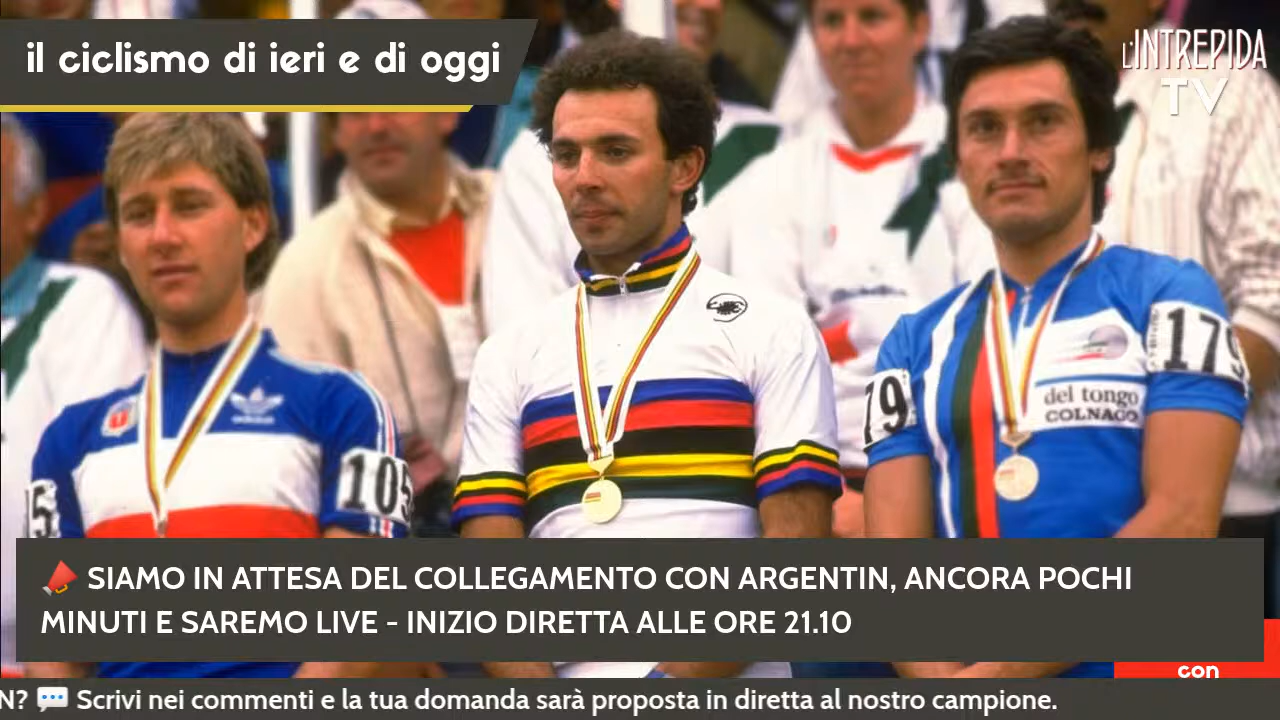 il ciclismo di ieri e di oggi
L'INTREPIDA
TV
105
5
179
79
del tongo
COLNAGO
adidas
📣 SIAMO IN ATTESA DEL COLLEGAMENTO CON ARGENTIN, ANCORA POCHI
MINUTI E SAREMO LIVE - INIZIO DIRETTA ALLE ORE 21.10
con
N? 💬 Scrivi nei commenti e la tua domanda sarà proposta in diretta al nostro campione.